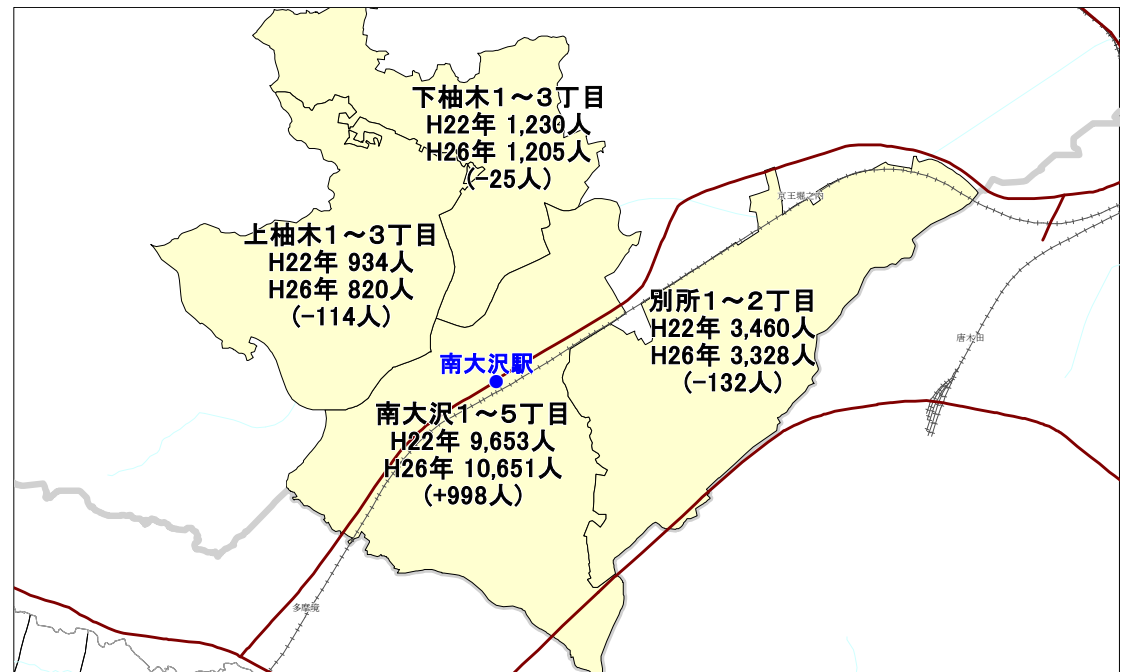 下柚木１～３丁目
H22年 1,230人
H26年 1,205人
(-25人)
京王堀之内
上柚木１～３丁目
H22年 934人
H26年 820人
(-114人)
別所１～２丁目
H22年 3,460人
H26年 3,328人
(-132人)
唐木田
南大沢駅
南大沢１～５丁目
H22年 9,653人
H26年 10,651人
(+998人)
多摩境